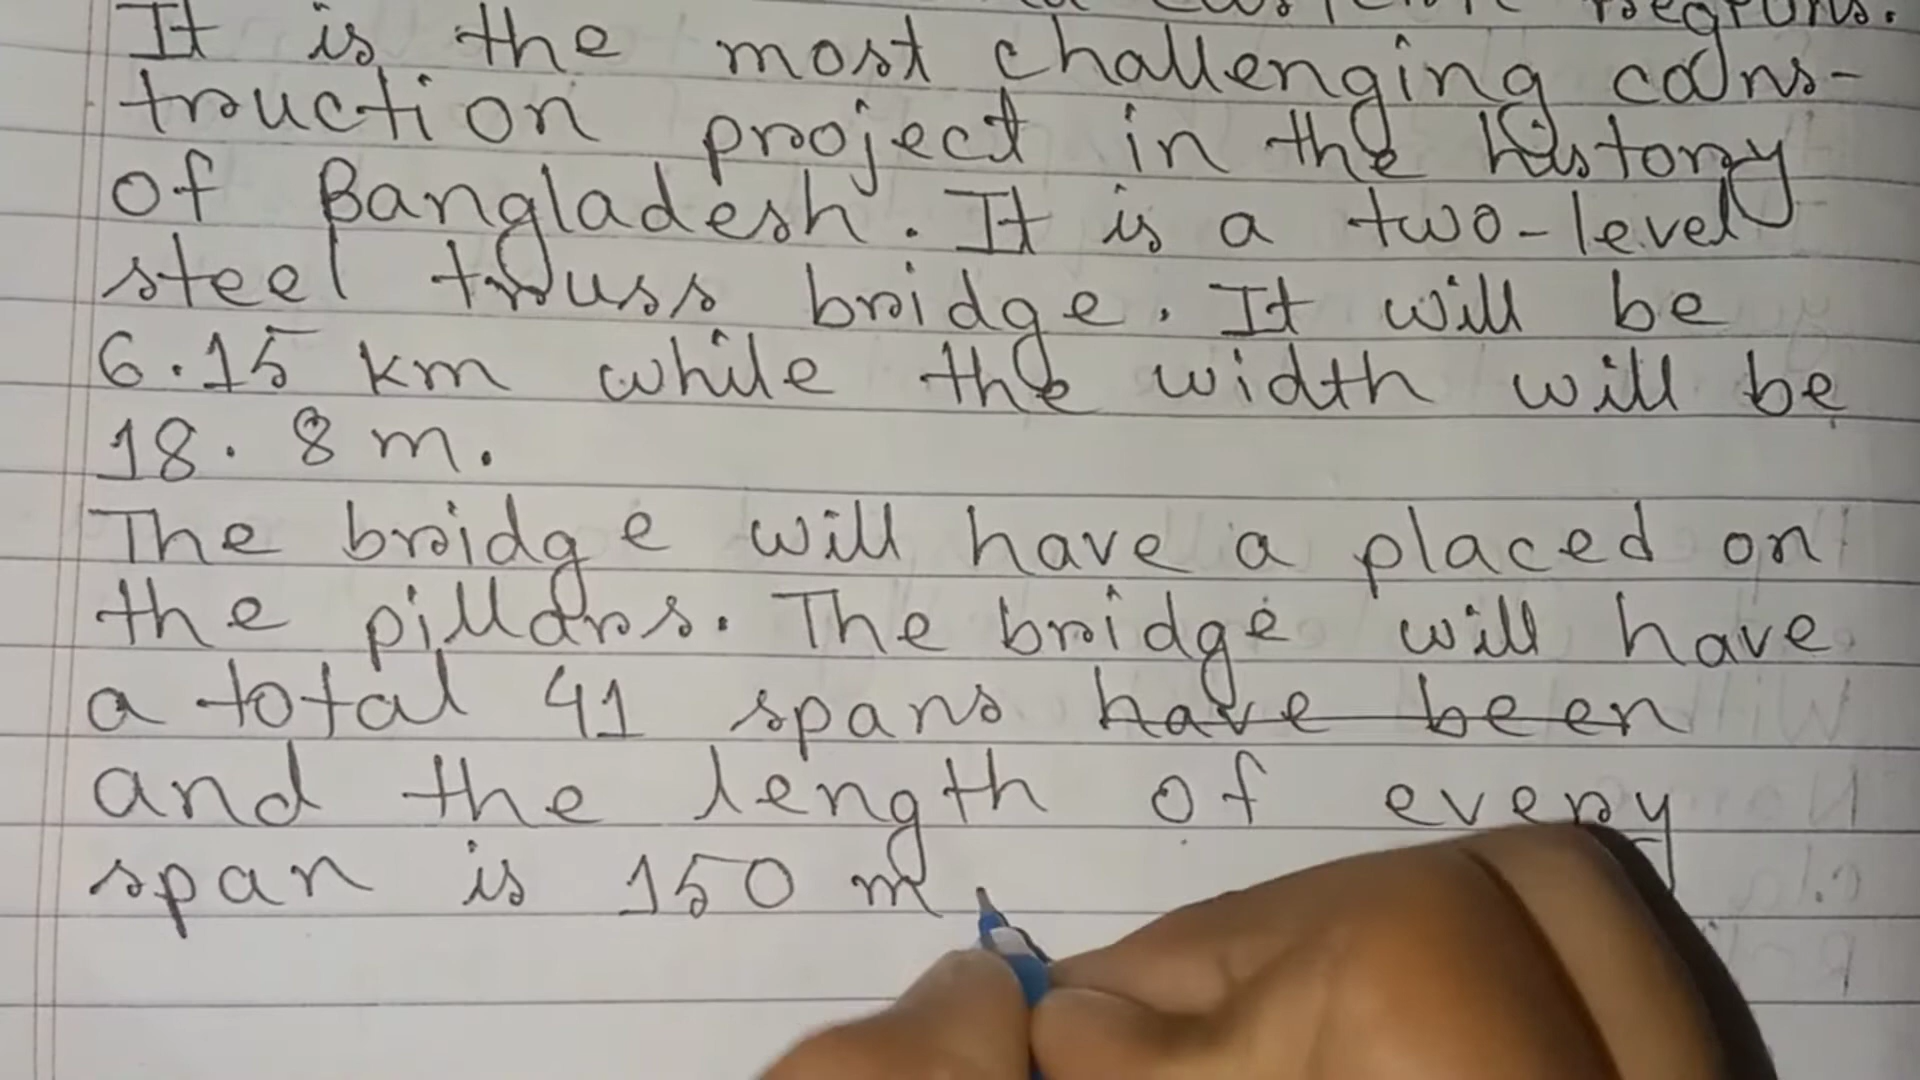 regions.
It is the most challenging cons-
truction project in the history
of Bangladesh. It is a two-level
steel truss bridge. It will be
6.15 km while the width will be
18.8 m.
The bridge will have a placed on
the pillars. The bridge will have
a total 41 spans have been
and the length of every
span is 150 m.